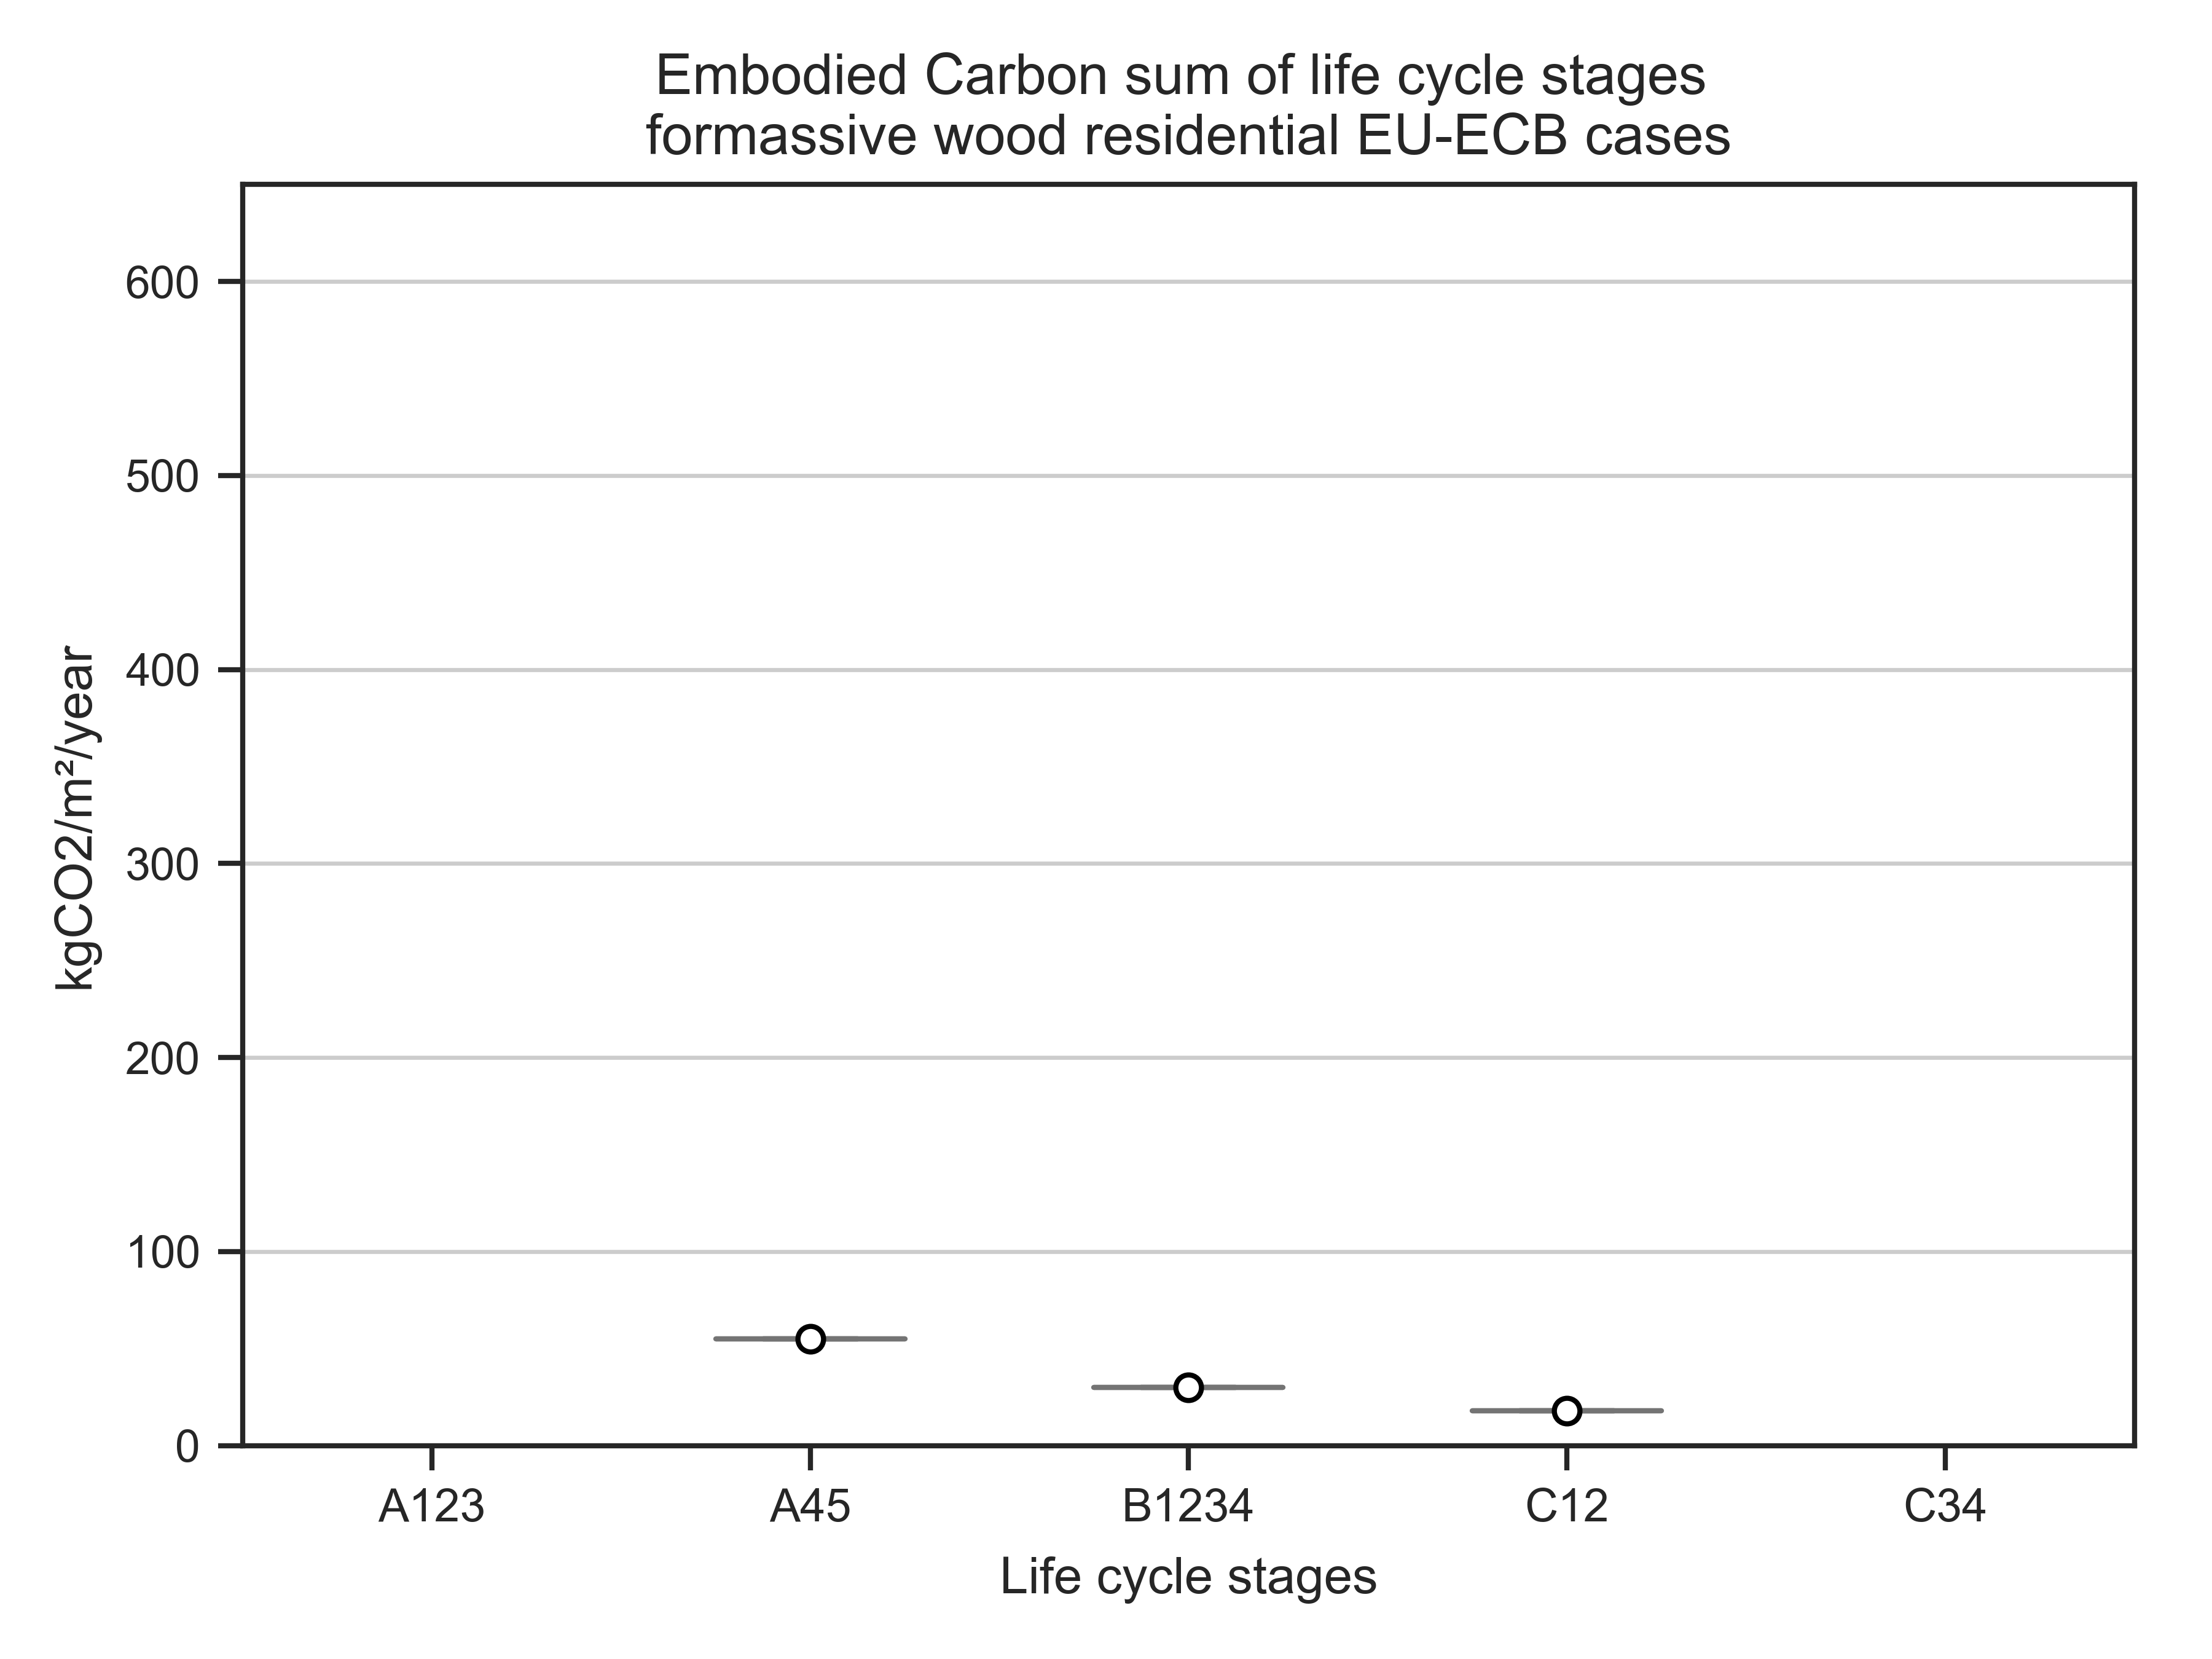 Embodied Carbon sum of life cycle stages
formassive wood residential EU-ECB cases
kgCO2/m²/year
600
500
400
300
200
100
0
A123 A45 B1234 C12 C34
Life cycle stages